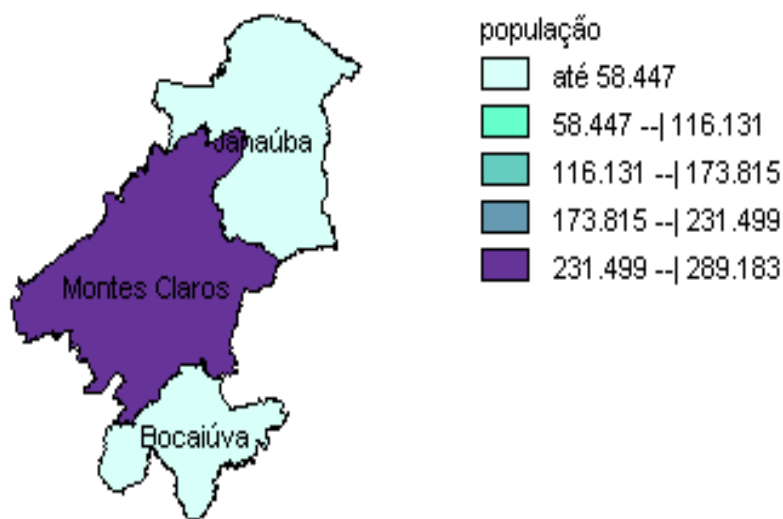 população
até 58.447
58.447 --| 116.131
116.131 --| 173.815
173.815 --| 231.499
231.499 --| 289.183
Janaúba
Montes Claros
Bocaiúva